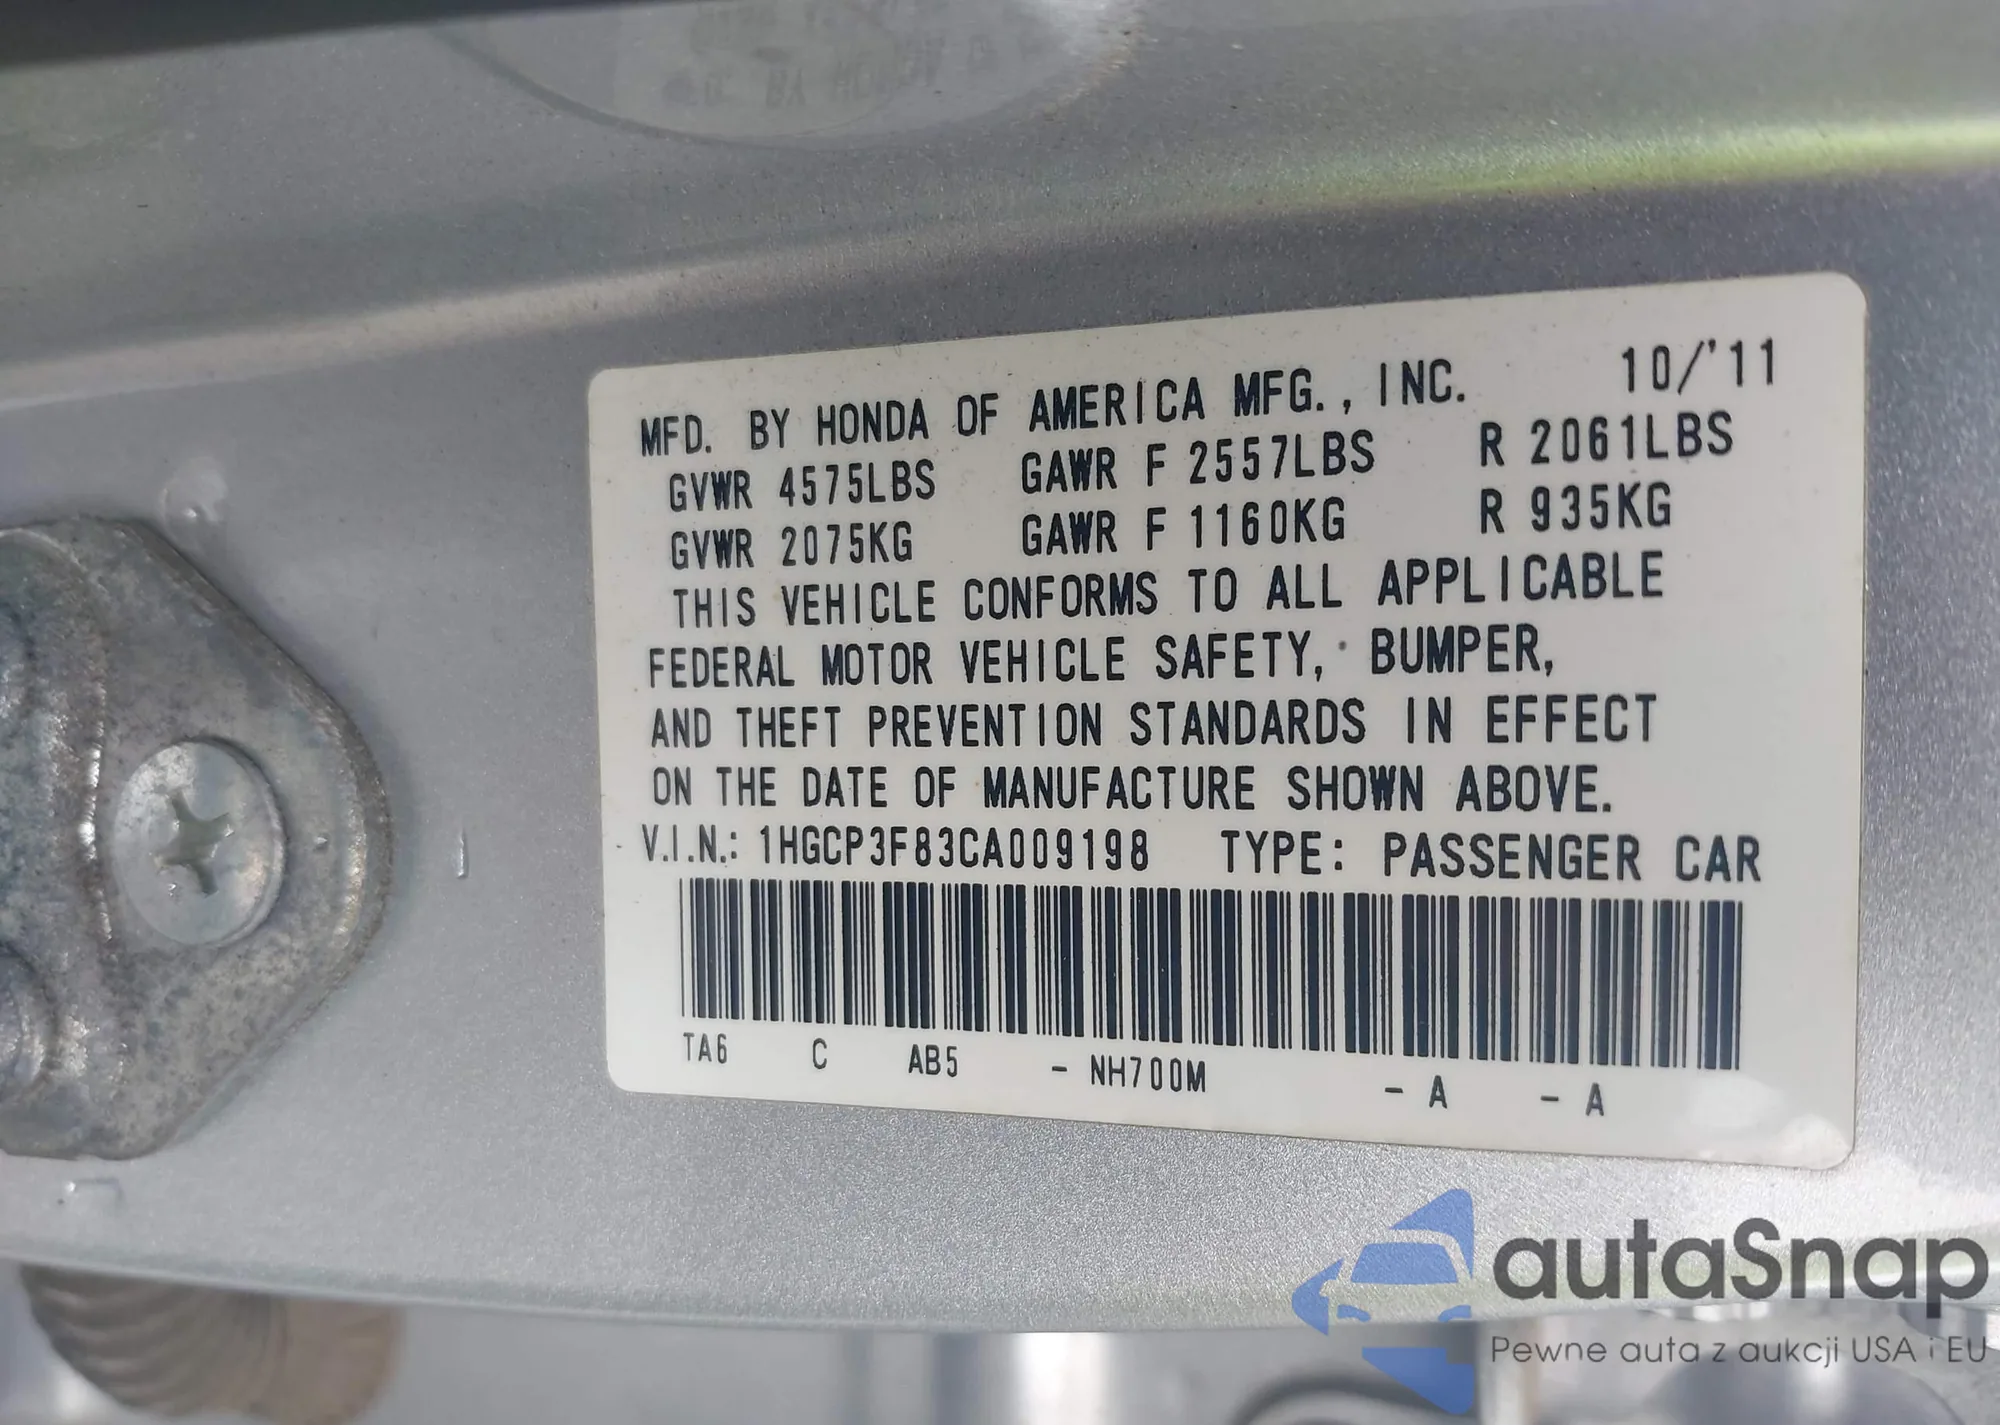 MFD. BY HONDA OF AMERICA MFG., INC. 10/'11
GVWR 4575LBS GAWR F 2557LBS R 2061LBS
GVWR 2075KG GAWR F 1160KG R 935KG
THIS VEHICLE CONFORMS TO ALL APPLICABLE
FEDERAL MOTOR VEHICLE SAFETY, BUMPER,
AND THEFT PREVENTION STANDARDS IN EFFECT
ON THE DATE OF MANUFACTURE SHOWN ABOVE.
V.I.N.: 1HGCP3F83CA009198 TYPE: PASSENGER CAR
TA6 C AB5 - NH700M - A - A
autaSnap
Pewne auta z aukcji USA i EU